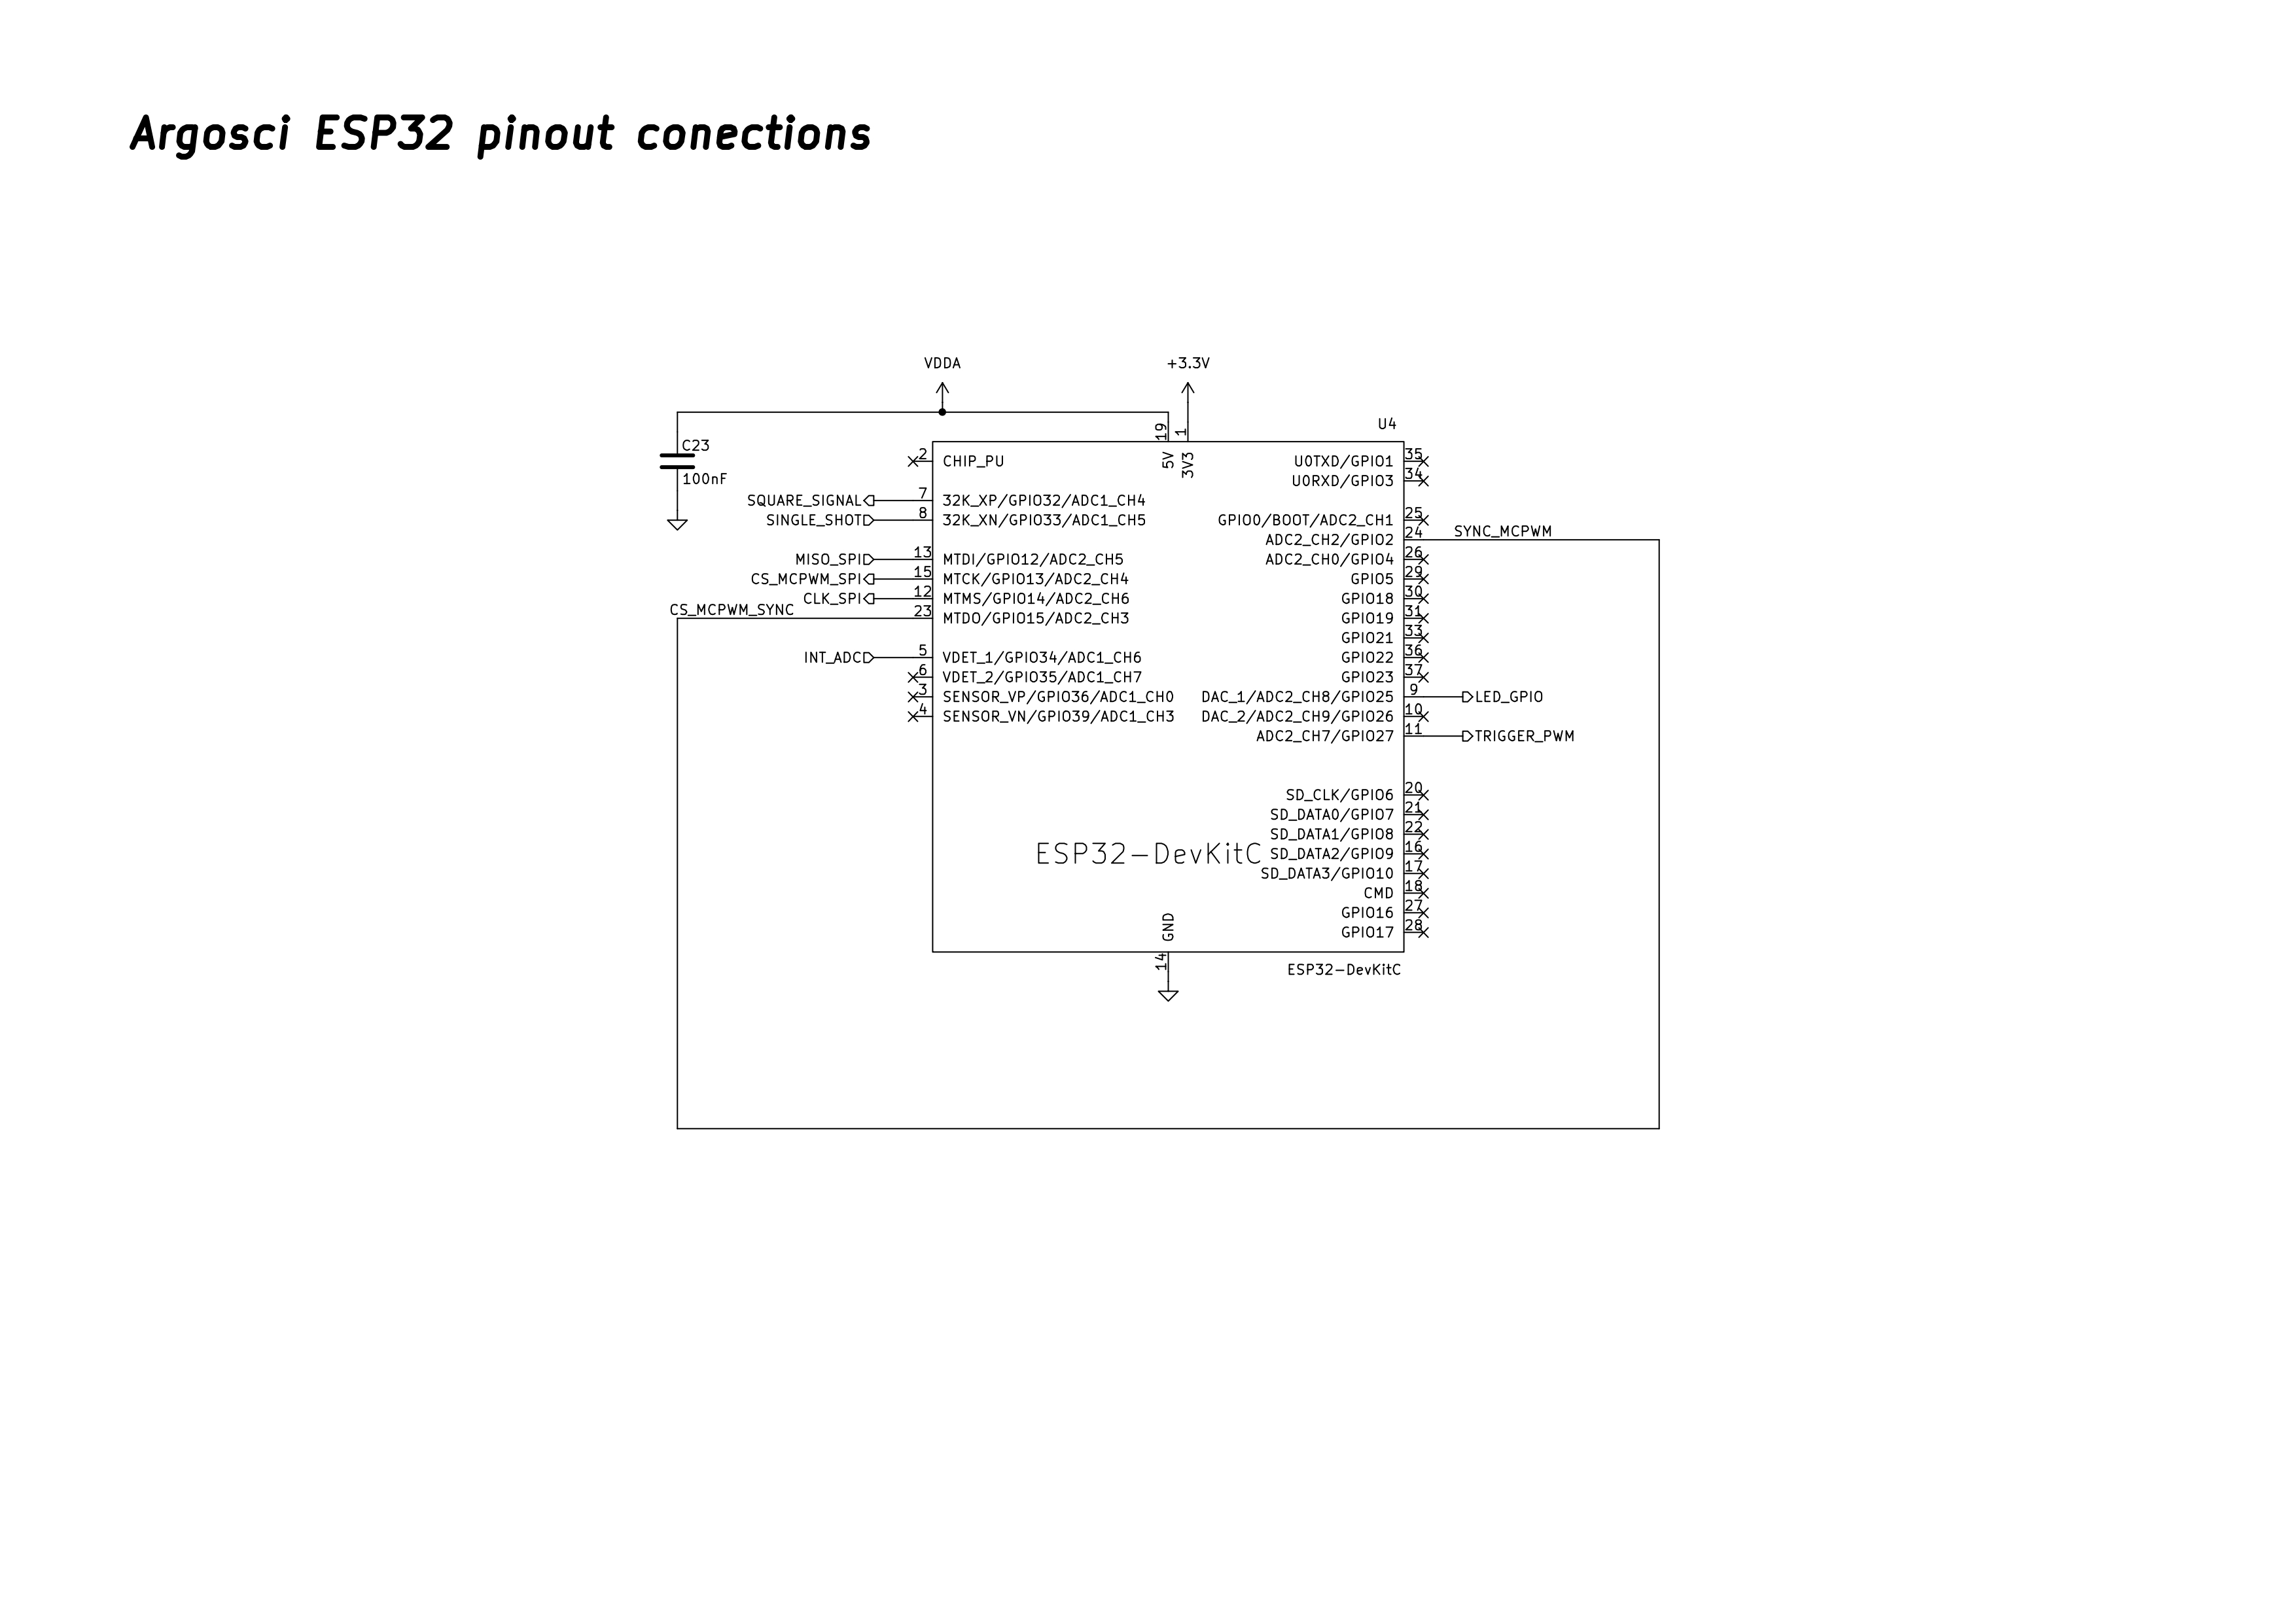 Argosci ESP32 pinout conections
VDDA
+3.3V
U4
C23
100nF
19
1
5V
3V3
2 CHIP_PU
SQUARE_SIGNAL 7 32K_XP/GPIO32/ADC1_CH4
SINGLE_SHOT 8 32K_XN/GPIO33/ADC1_CH5
MISO_SPI 13 MTDI/GPIO12/ADC2_CH5
CS_MCPWM_SPI 15 MTCK/GPIO13/ADC2_CH4
CLK_SPI 12 MTMS/GPIO14/ADC2_CH6
CS_MCPWM_SYNC 23 MTDO/GPIO15/ADC2_CH3
INT_ADC 5 VDET_1/GPIO34/ADC1_CH6
6 VDET_2/GPIO35/ADC1_CH7
3 SENSOR_VP/GPIO36/ADC1_CH0
4 SENSOR_VN/GPIO39/ADC1_CH3
U0TXD/GPIO1 35
U0RXD/GPIO3 34
GPIO0/BOOT/ADC2_CH1 25
ADC2_CH2/GPIO2 24 SYNC_MCPWM
ADC2_CH0/GPIO4 26
GPIO5 29
GPIO18 30
GPIO19 31
GPIO21 33
GPIO22 36
GPIO23 37
DAC_1/ADC2_CH8/GPIO25 9 LED_GPIO
DAC_2/ADC2_CH9/GPIO26 10
ADC2_CH7/GPIO27 11 TRIGGER_PWM
SD_CLK/GPIO6 20
SD_DATA0/GPIO7 21
SD_DATA1/GPIO8 22
ESP32-DevKitC
SD_DATA2/GPIO9 16
SD_DATA3/GPIO10 17
CMD 18
GPIO16 27
GPIO17 28
GND
14
ESP32-DevKitC